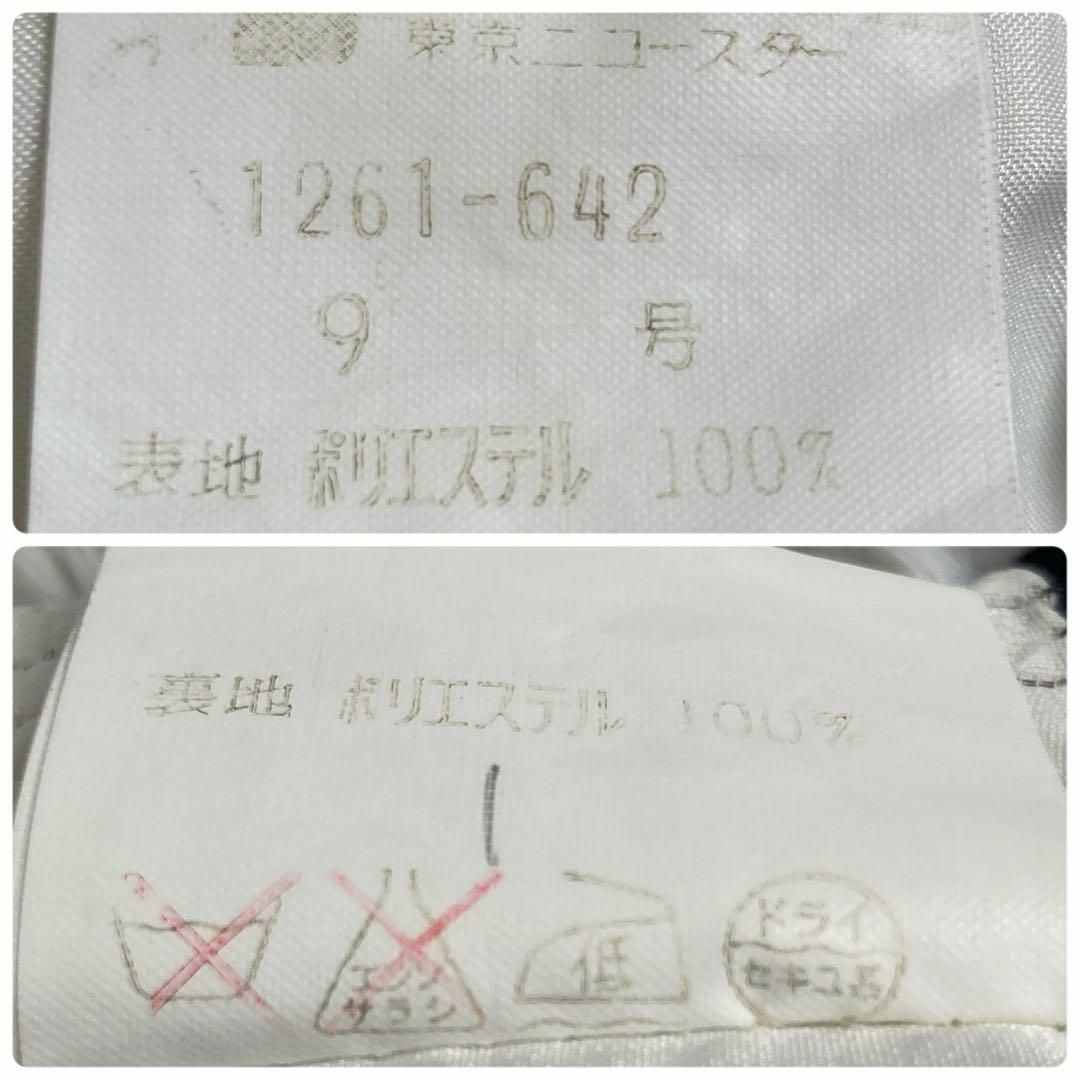 東京ニコースター
1261-642
9 号
表地 ポリエステル 100%
裏地 ポリエステル 100%
エンソ
サラシ
低
ドライ
セキユ系